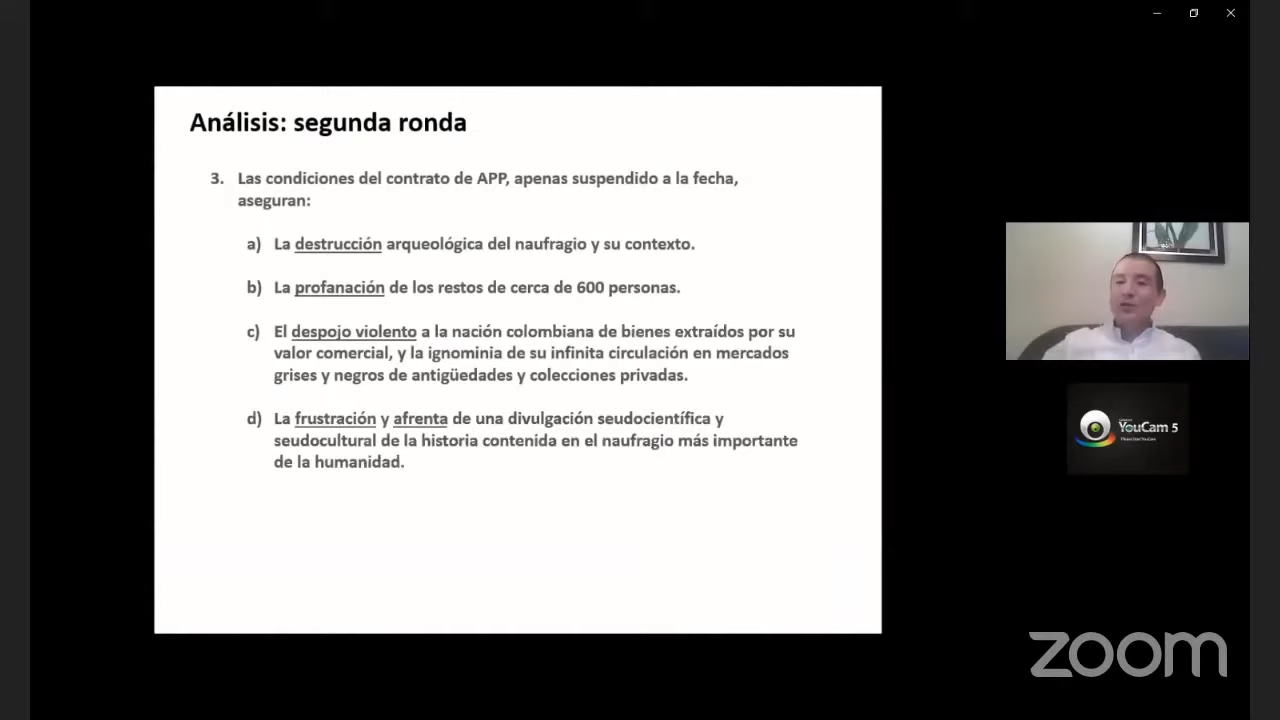 Análisis: segunda ronda
3. Las condiciones del contrato de APP, apenas suspendido a la fecha,
aseguran:
a) La destrucción arqueológica del naufragio y su contexto.
b) La profanación de los restos de cerca de 600 personas.
c) El despojo violento a la nación colombiana de bienes extraídos por su
valor comercial, y la ignominia de su infinita circulación en mercados
grises y negros de antigüedades y colecciones privadas.
d) La frustración y afrenta de una divulgación seudocientífica y
seudocultural de la historia contenida en el naufragio más importante
de la humanidad.
YouCam 5
zoom